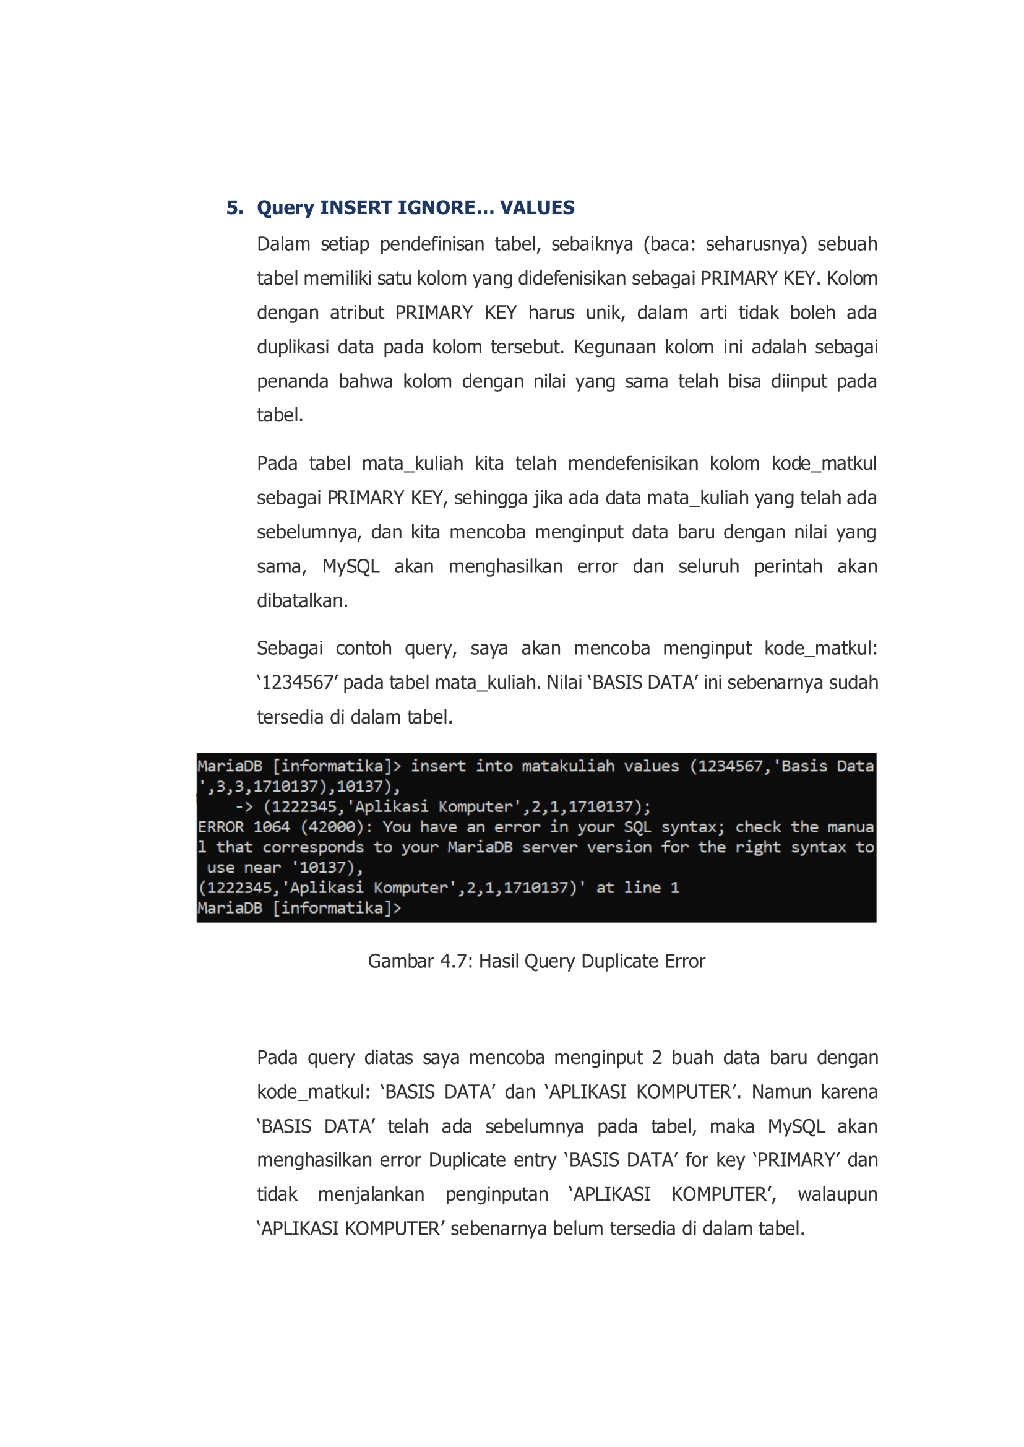 5. Query INSERT IGNORE... VALUES
Dalam setiap pendefinisan tabel, sebaiknya (baca: seharusnya) sebuah
tabel memiliki satu kolom yang didefenisikan sebagai PRIMARY KEY. Kolom
dengan atribut PRIMARY KEY harus unik, dalam arti tidak boleh ada
duplikasi data pada kolom tersebut. Kegunaan kolom ini adalah sebagai
penanda bahwa kolom dengan nilai yang sama telah bisa diinput pada
tabel.
Pada tabel mata_kuliah kita telah mendefenisikan kolom kode_matkul
sebagai PRIMARY KEY, sehingga jika ada data mata_kuliah yang telah ada
sebelumnya, dan kita mencoba menginput data baru dengan nilai yang
sama, MySQL akan menghasilkan error dan seluruh perintah akan
dibatalkan.
Sebagai contoh query, saya akan mencoba menginput kode_matkul:
‘1234567’ pada tabel mata_kuliah. Nilai ‘BASIS DATA’ ini sebenarnya sudah
tersedia di dalam tabel.
MariaDB [informatika]> insert into matakuliah values (1234567,'Basis Data
',3,3,1710137),10137),
-> (1222345,'Aplikasi Komputer',2,1,1710137);
ERROR 1064 (42000): You have an error in your SQL syntax; check the manua
l that corresponds to your MariaDB server version for the right syntax to
use near '10137),
(1222345,'Aplikasi Komputer',2,1,1710137)' at line 1
MariaDB [informatika]>
Gambar 4.7: Hasil Query Duplicate Error
Pada query diatas saya mencoba menginput 2 buah data baru dengan
kode_matkul: ‘BASIS DATA’ dan ‘APLIKASI KOMPUTER’. Namun karena
‘BASIS DATA’ telah ada sebelumnya pada tabel, maka MySQL akan
menghasilkan error Duplicate entry ‘BASIS DATA’ for key ‘PRIMARY’ dan
tidak menjalankan penginputan ‘APLIKASI KOMPUTER’, walaupun
‘APLIKASI KOMPUTER’ sebenarnya belum tersedia di dalam tabel.